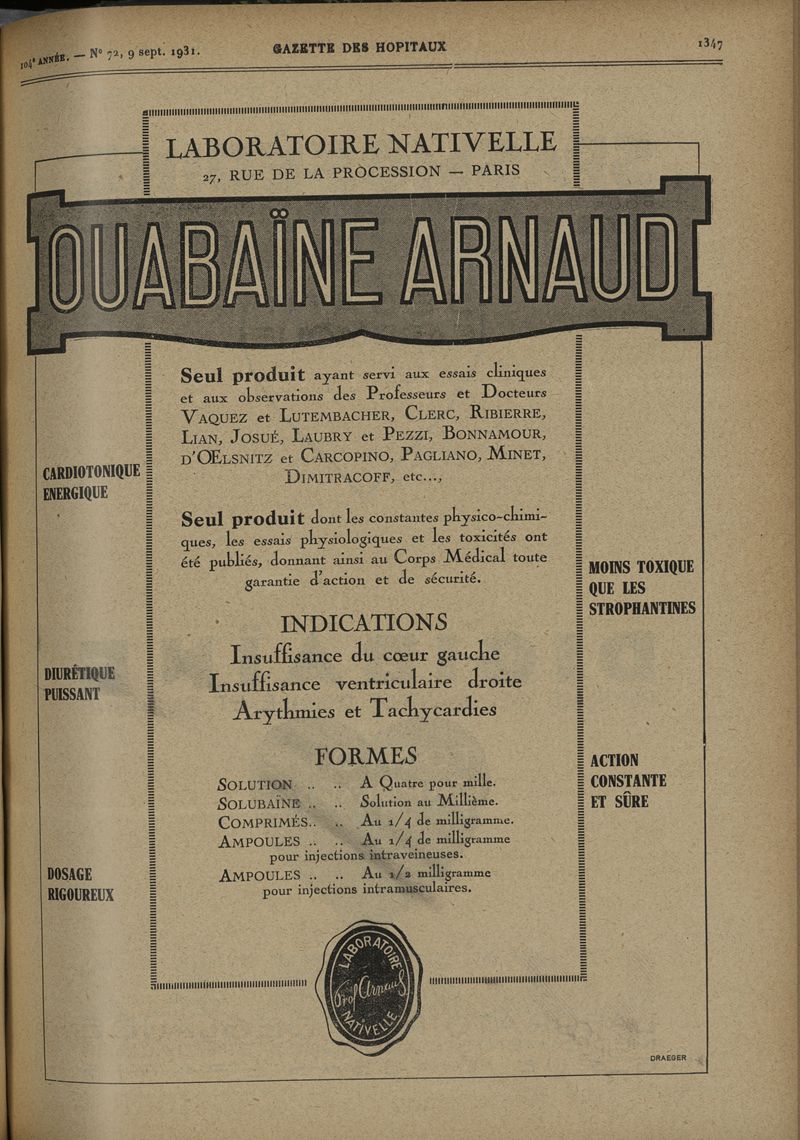 104e ANNÉE. — N° 72, 9 sept. 1931. GAZETTE DES HOPITAUX 1347
LABORATOIRE NATIVELLE
27, RUE DE LA PROCESSION — PARIS
OUABAÏNE ARNAUD
Seul produit ayant servi aux essais cliniques
et aux observations des Professeurs et Docteurs
VAQUEZ et LUTEMBACHER, CLERC, RIBIERRE,
LIAN, JOSUÉ, LAUBRY et PEZZI, BONNAMOUR,
D'ŒLSNITZ et CARCOPINO, PAGLIANO, MINET,
DIMITRACOFF, etc...,
Seul produit dont les constantes physico-chimi-
ques, les essais physiologiques et les toxicités ont
été publiés, donnant ainsi au Corps Médical toute
garantie d'action et de sécurité.
INDICATIONS
Insuffisance du cœur gauche
Insuffisance ventriculaire droite
Arythmies et Tachycardies
FORMES
SOLUTION .. .. A Quatre pour mille.
SOLUBAÏNE .. .. Solution au Millième.
COMPRIMÉS.. .. Au 1/4 de milligramme.
AMPOULES .. .. Au 1/4 de milligramme
pour injections intraveineuses.
AMPOULES .. .. Au 1/2 milligramme
pour injections intramusculaires.
CARDIOTONIQUE
ENERGIQUE
DIURÉTIQUE
PUISSANT
DOSAGE
RIGOUREUX
MOINS TOXIQUE
QUE LES
STROPHANTINES
ACTION
CONSTANTE
ET SÛRE
LABORATOIRE
Prof Arnaud
NATIVELLE
DRAEGER